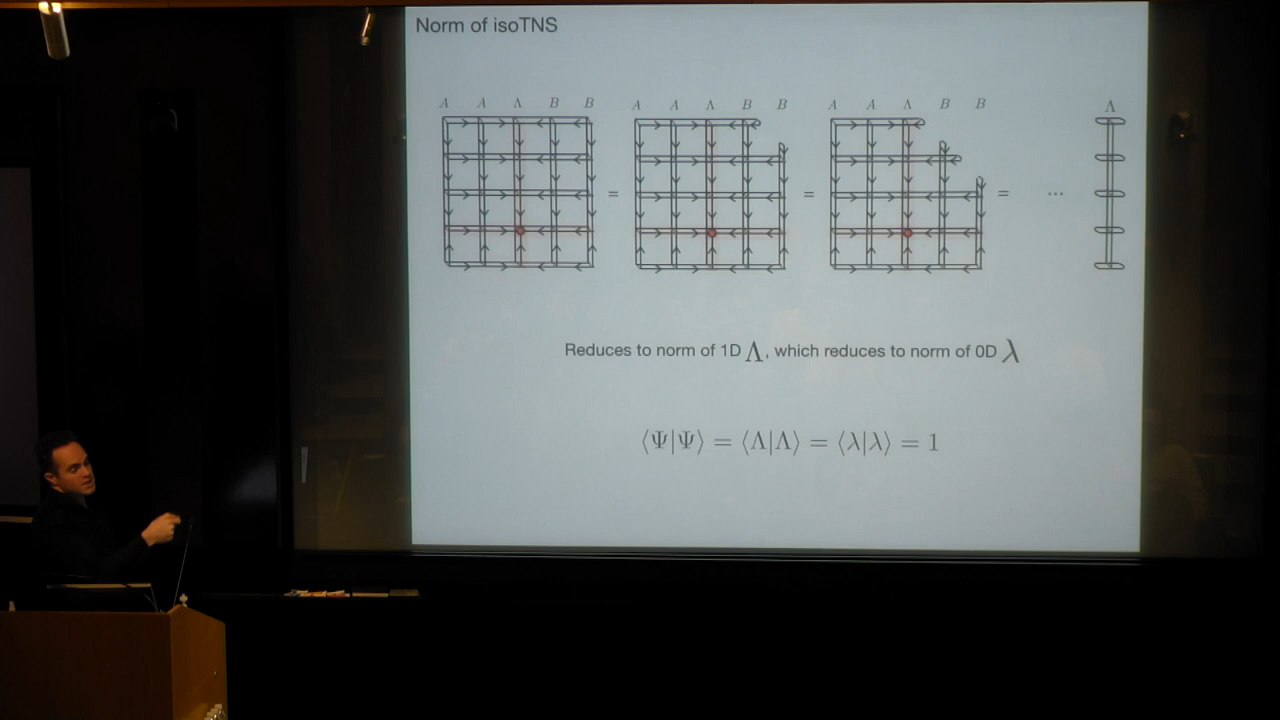 Norm of isoTNS
A A Λ B B A A Λ B B A A Λ B B Λ
= = = ...
Reduces to norm of 1D Λ, which reduces to norm of 0D λ
⟨Ψ|Ψ⟩ = ⟨Λ|Λ⟩ = ⟨λ|λ⟩ = 1